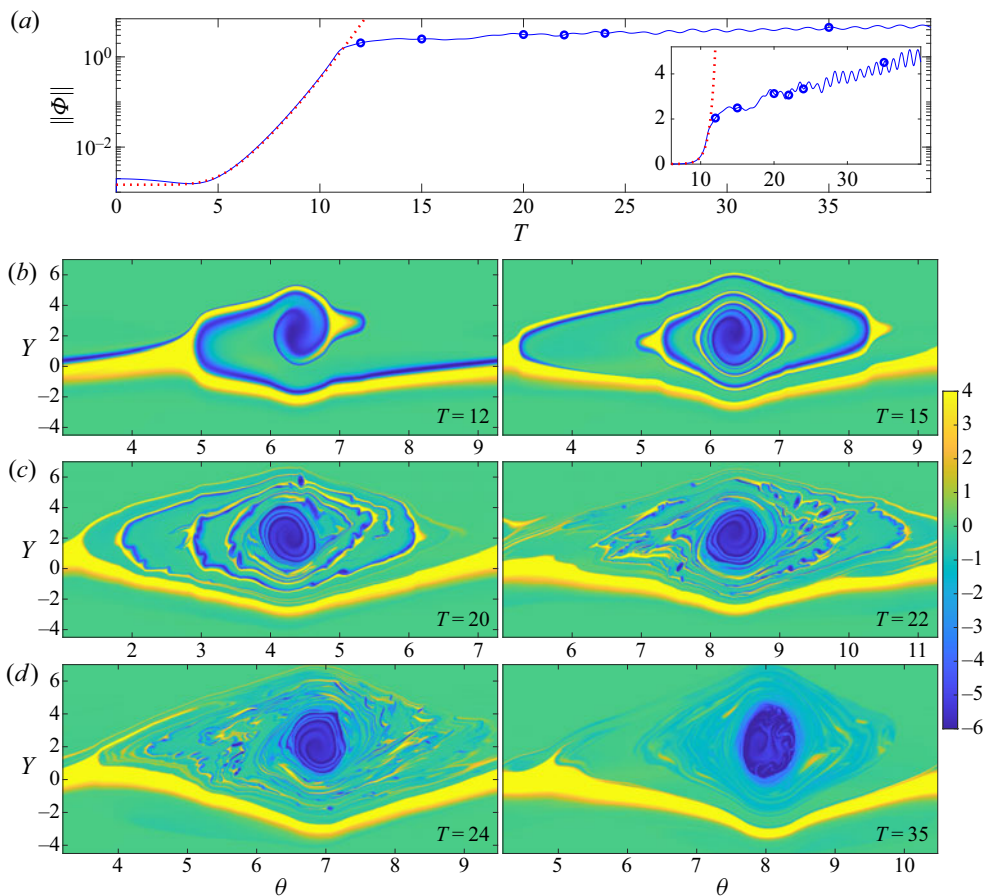 (a)
10⁰
10⁻²
||Φ||
0 5 10 15 20 25 30 35
T
4
2
0
10 20 30
(b)
Y
6
4
2
0
−2
−4
T = 12
4 5 6 7 8 9
T = 15
4 5 6 7 8 9
(c)
Y
6
4
2
0
−2
−4
T = 20
2 3 4 5 6 7
T = 22
6 7 8 9 10 11
(d)
Y
6
4
2
0
−2
−4
T = 24
4 5 6 7 8 9
θ
T = 35
5 6 7 8 9 10
θ
4
3
2
1
0
−1
−2
−3
−4
−5
−6